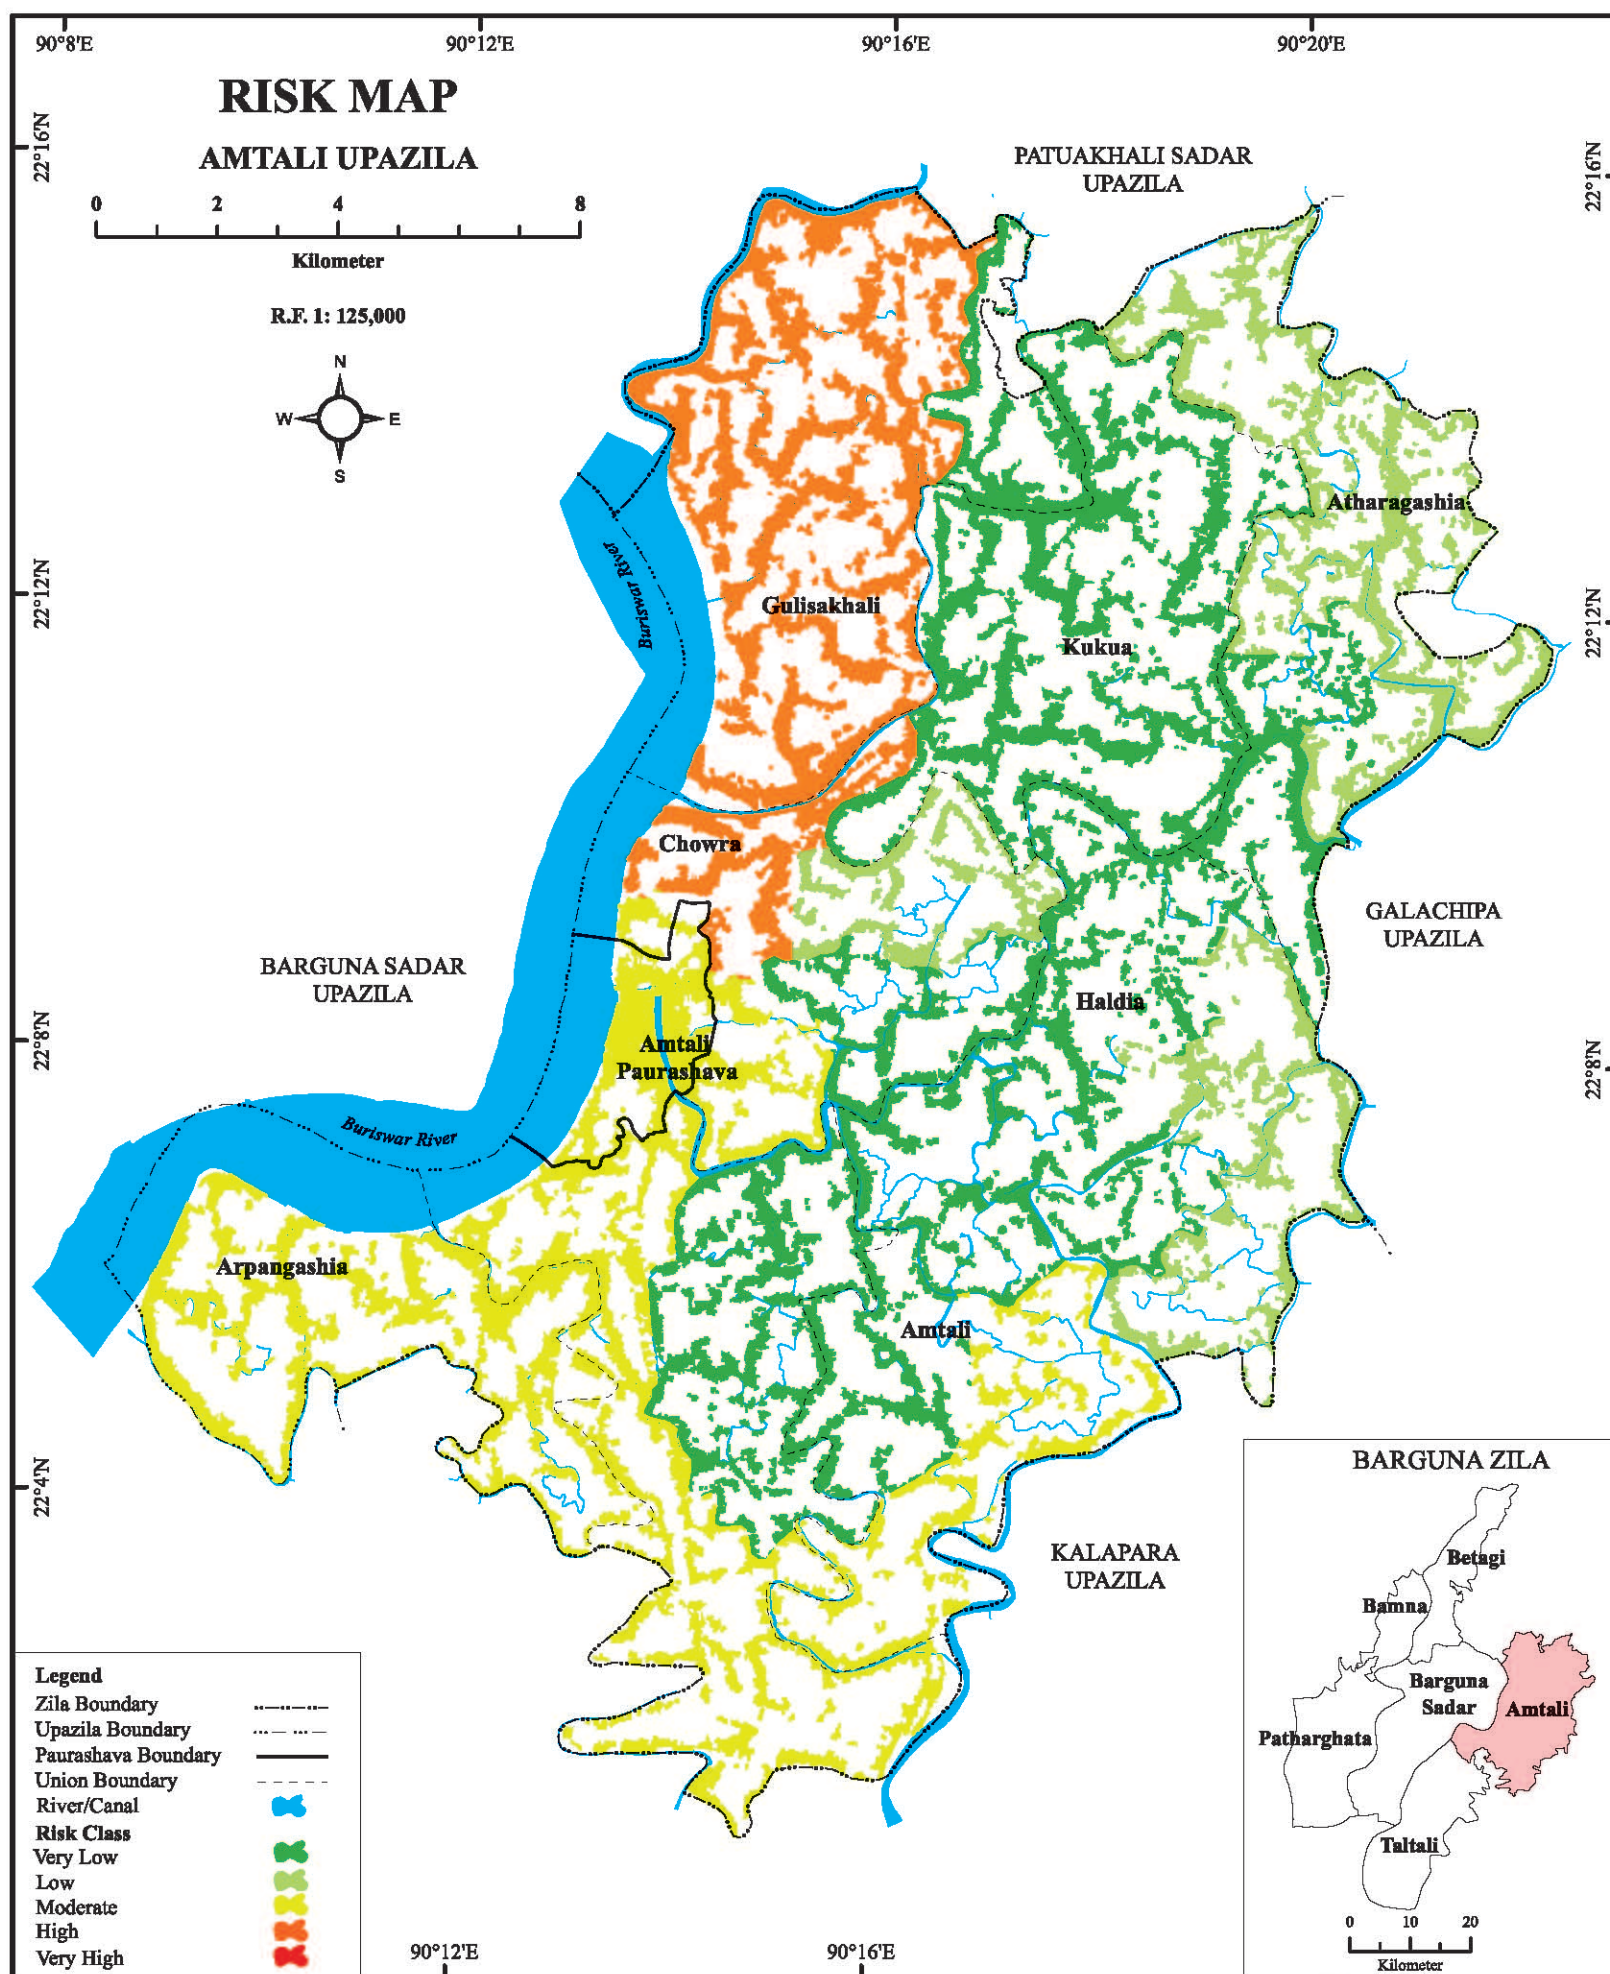 90°8'E
90°12'E
90°16'E
90°20'E
RISK MAP
AMTALI UPAZILA
0 2 4 8
Kilometer
R.F. 1: 125,000
N
W E
S
22°16'N
22°16'N
PATUAKHALI SADAR
UPAZILA
Atharagashia
22°12'N
22°12'N
Buriswar River
Gulisakhali
Kukua
Chowra
GALACHIPA
UPAZILA
BARGUNA SADAR
UPAZILA
Haldia
22°8'N
22°8'N
Amtali
Paurashava
Buriswar River
Arpangashia
Amtali
22°4'N
KALAPARA
UPAZILA
BARGUNA ZILA
Betagi
Bamna
Barguna
Sadar
Amtali
Patharghata
Taltali
0 10 20
Kilometer
Legend
Zila Boundary
Upazila Boundary
Paurashava Boundary
Union Boundary
River/Canal
Risk Class
Very Low
Low
Moderate
High
Very High
90°12'E
90°16'E